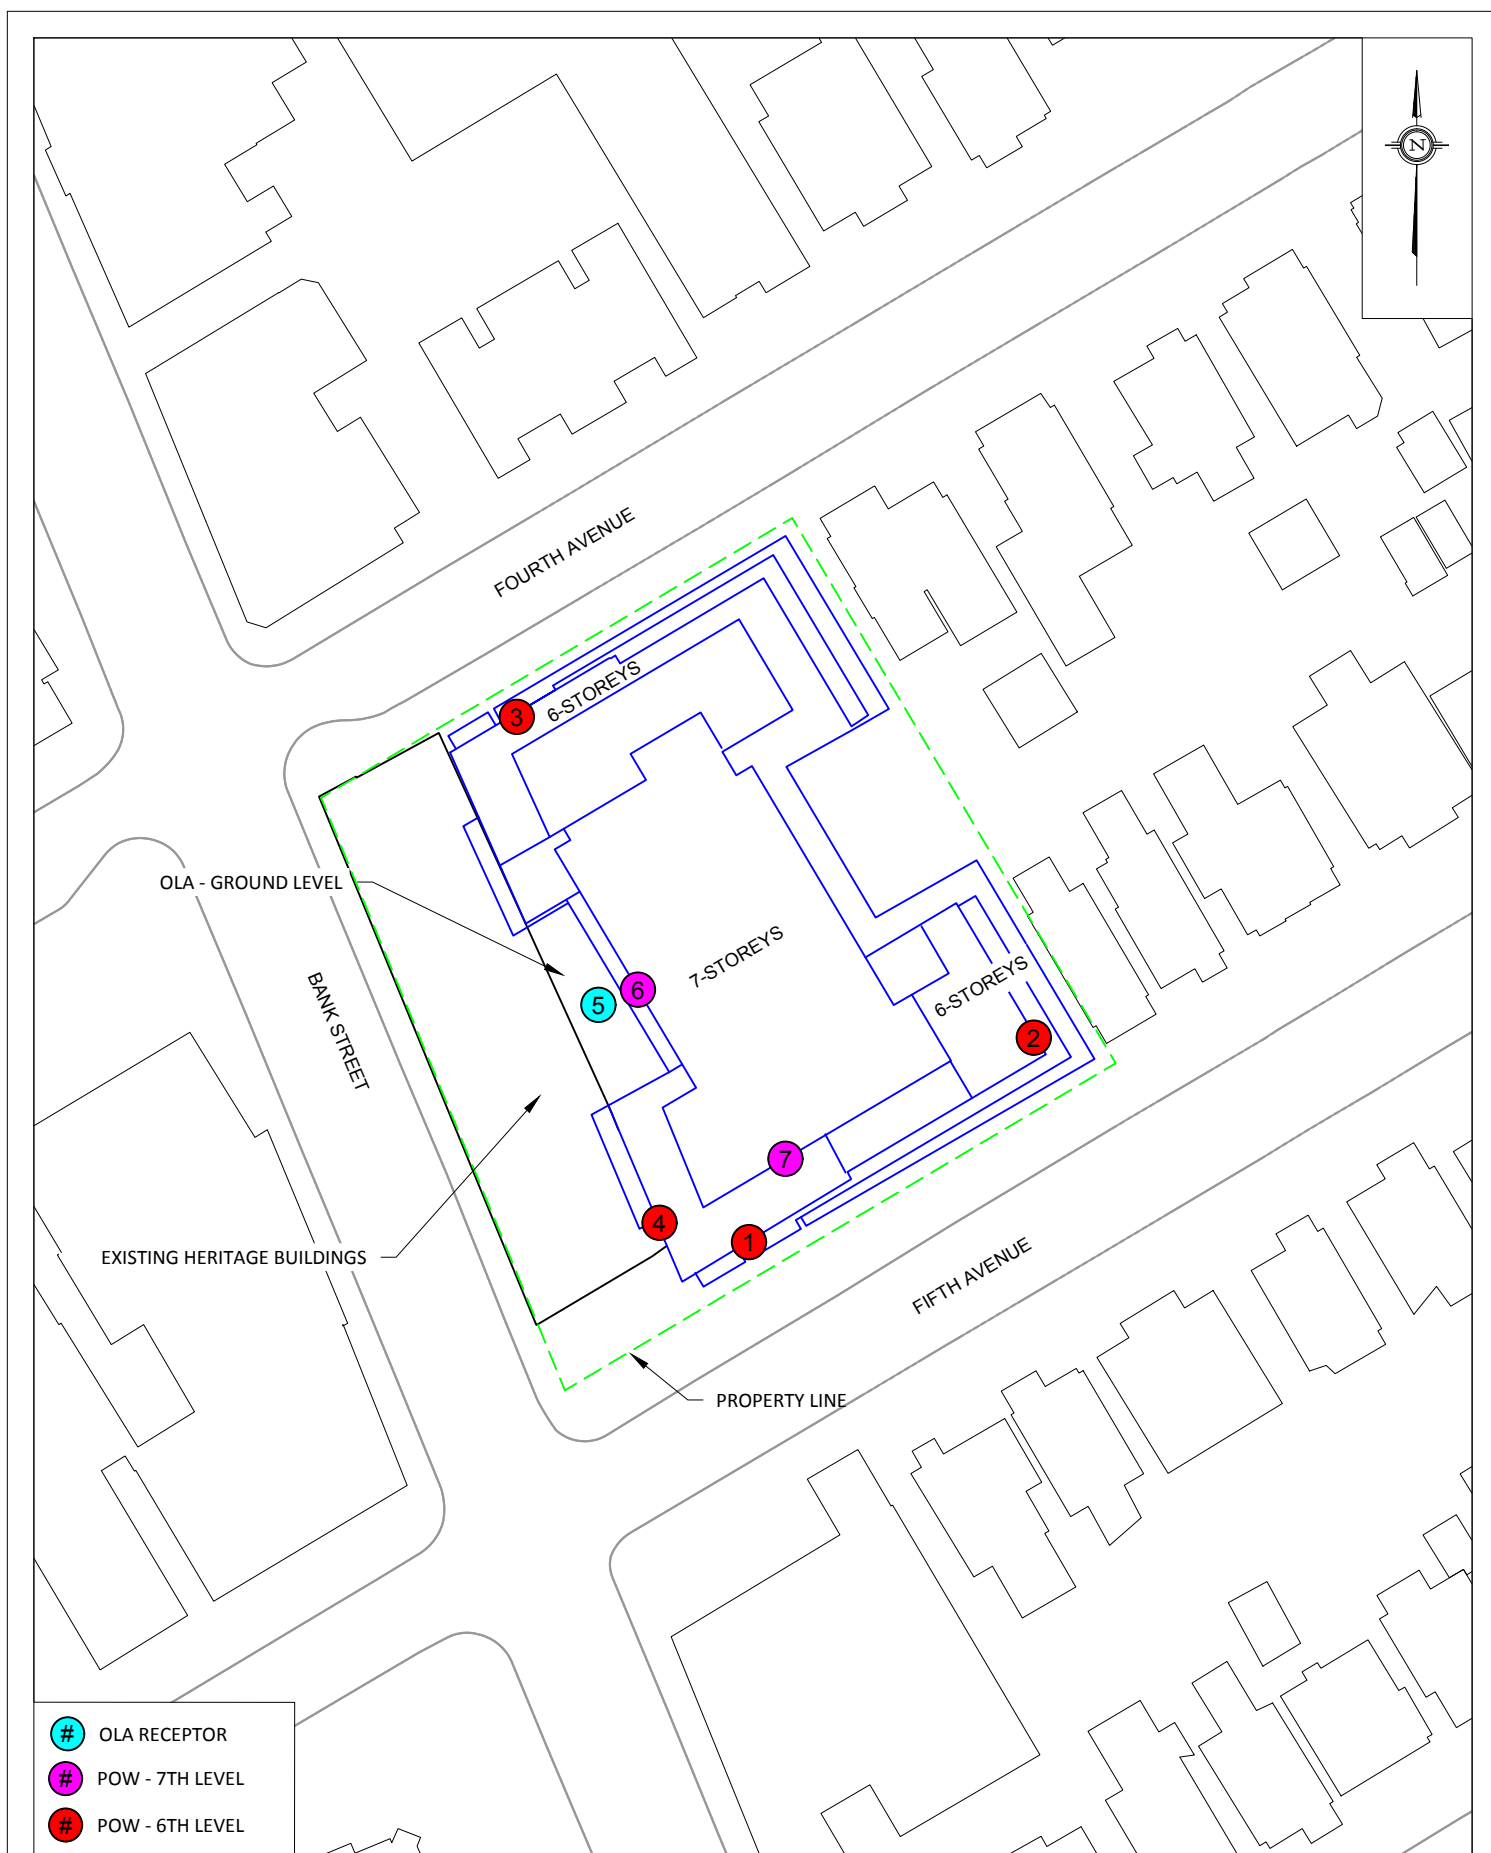 N
FOURTH AVENUE
6-STOREYS
3
OLA - GROUND LEVEL
7-STOREYS
6-STOREYS
5
6
2
BANK STREET
7
4
1
EXISTING HERITAGE BUILDINGS
FIFTH AVENUE
PROPERTY LINE
# OLA RECEPTOR
# POW - 7TH LEVEL
# POW - 6TH LEVEL